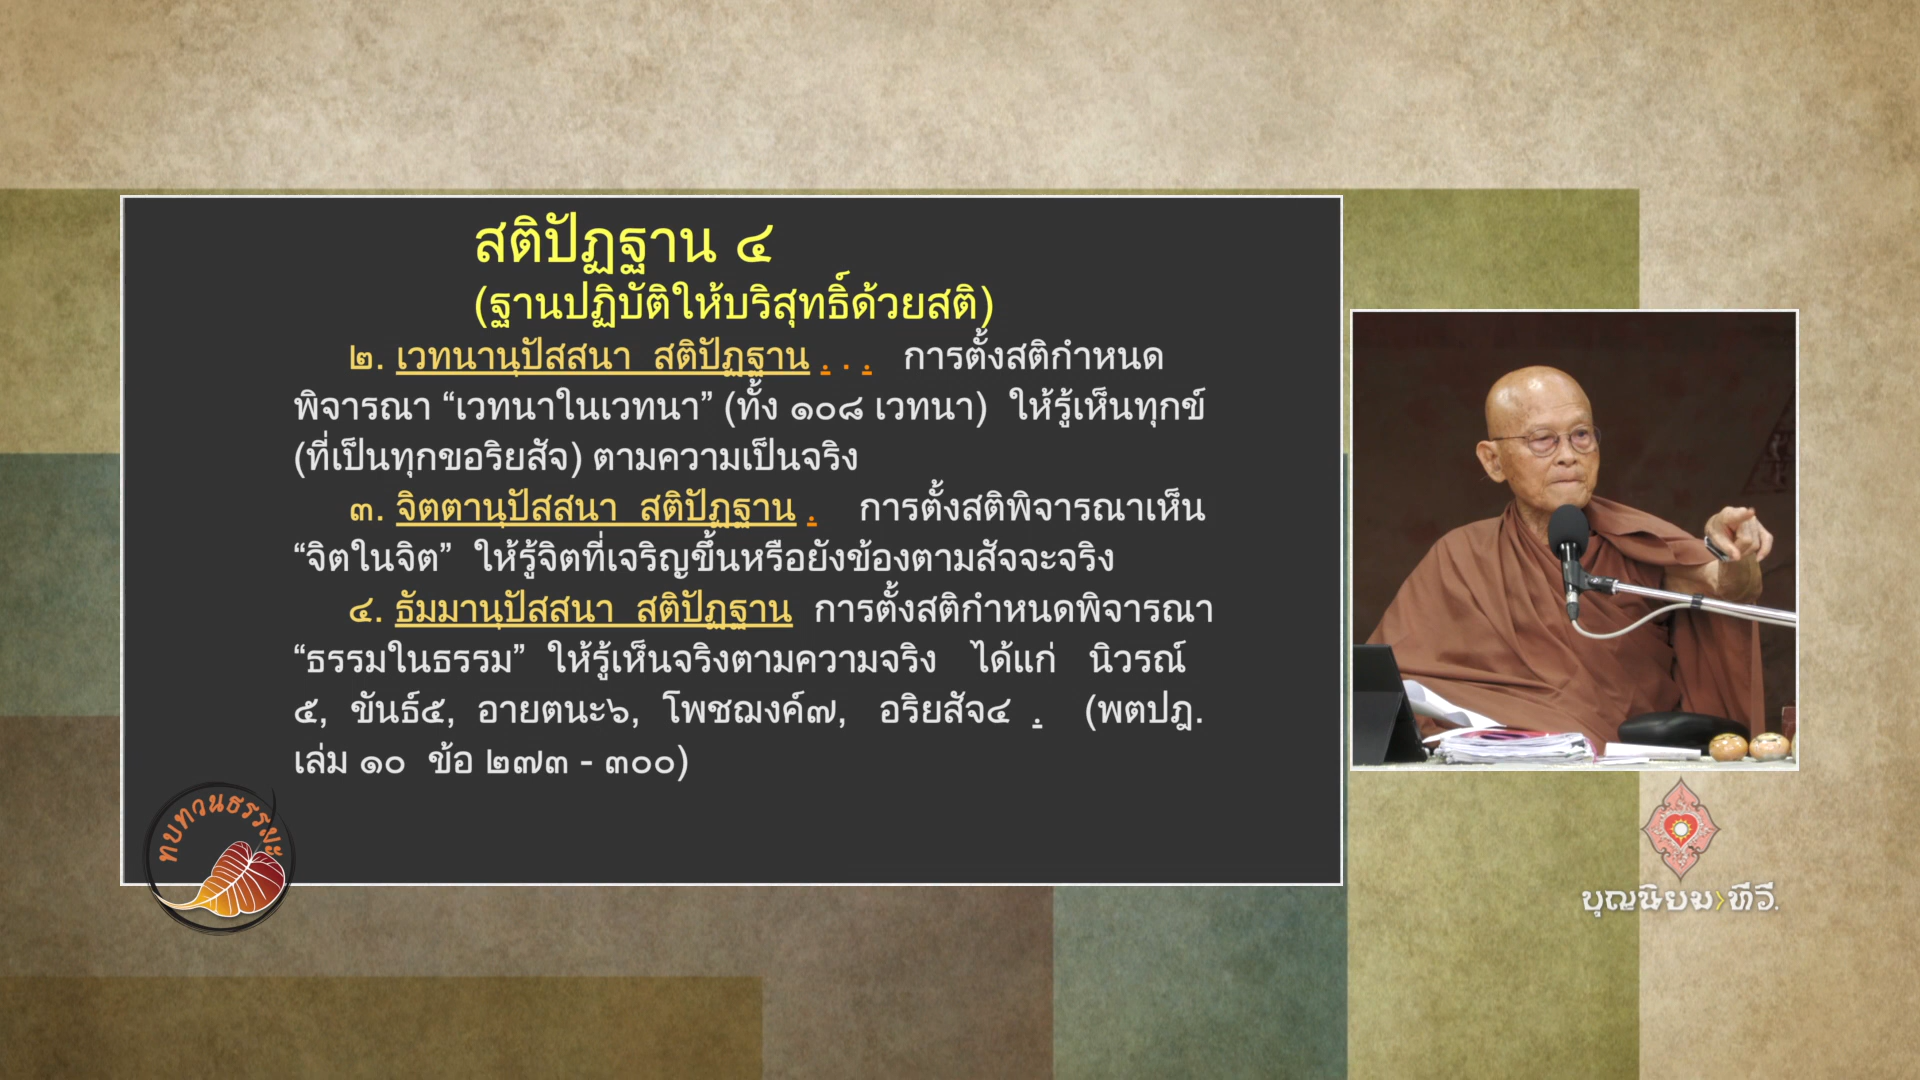 สติปัฏฐาน ๔
(ฐานปฏิบัติให้บริสุทธิ์ด้วยสติ)
๒. เวทนานุปัสสนา สติปัฏฐาน . . . การตั้งสติกำหนด
พิจารณา “เวทนาในเวทนา” (ทั้ง ๑๐๘ เวทนา) ให้รู้เห็นทุกข์
(ที่เป็นทุกขอริยสัจ) ตามความเป็นจริง
๓. จิตตานุปัสสนา สติปัฏฐาน . การตั้งสติพิจารณาเห็น
“จิตในจิต” ให้รู้จิตที่เจริญขึ้นหรือยังข้องตามสัจจะจริง
๔. ธัมมานุปัสสนา สติปัฏฐาน การตั้งสติกำหนดพิจารณา
“ธรรมในธรรม” ให้รู้เห็นจริงตามความจริง ได้แก่ นิวรณ์
๕, ขันธ์๕, อายตนะ๖, โพชฌงค์๗, อริยสัจ๔ . (พตปฎ.
เล่ม ๑๐ ข้อ ๒๗๓ - ๓๐๐)
ทบทวนธรรมะ
บุญนิยม>ทีวี.